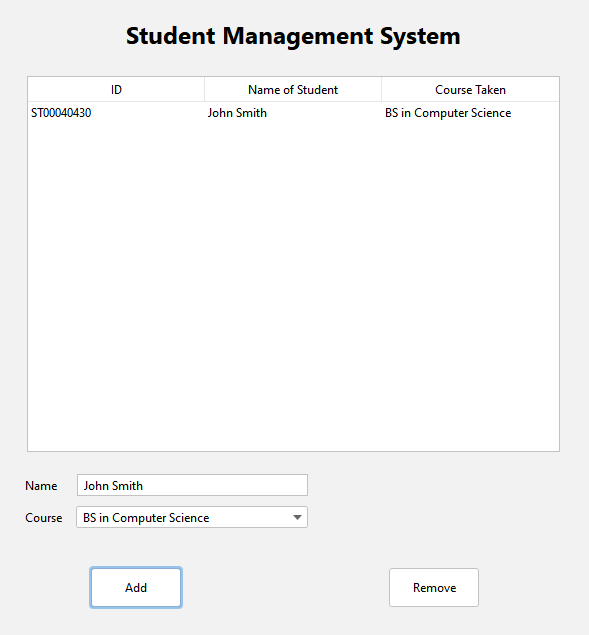 Student Management System
ID Name of Student Course Taken
ST00040430 John Smith BS in Computer Science
Name John Smith
Course BS in Computer Science
Add Remove